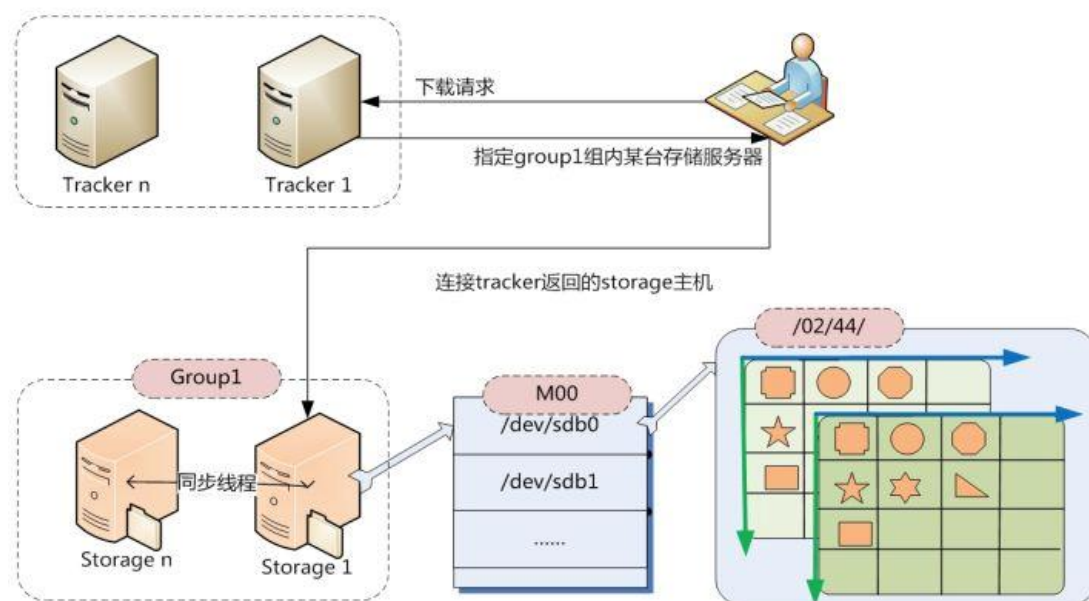 下载请求
指定group1组内某台存储服务器
Tracker n
Tracker 1
连接tracker返回的storage主机
/02/44/
Group1
M00
/dev/sdb0
同步线程
/dev/sdb1
......
Storage n
Storage 1